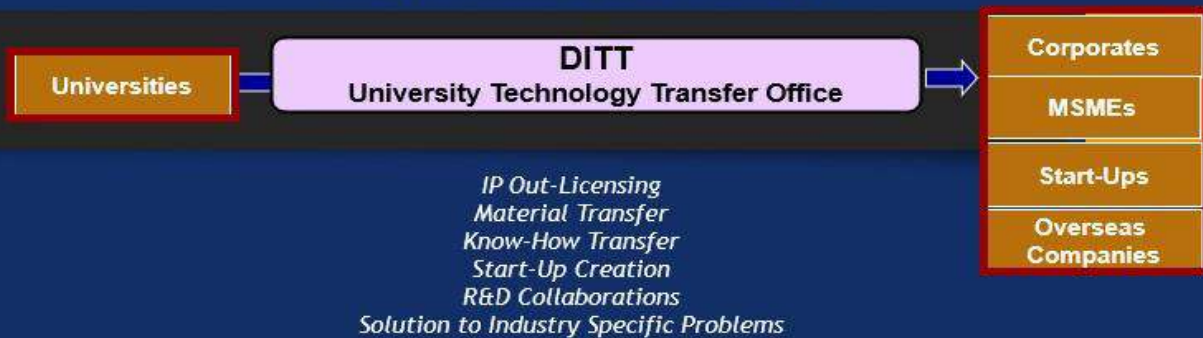 Universities
DITT
University Technology Transfer Office
Corporates
MSMEs
Start-Ups
Overseas
Companies
IP Out-Licensing
Material Transfer
Know-How Transfer
Start-Up Creation
R&D Collaborations
Solution to Industry Specific Problems